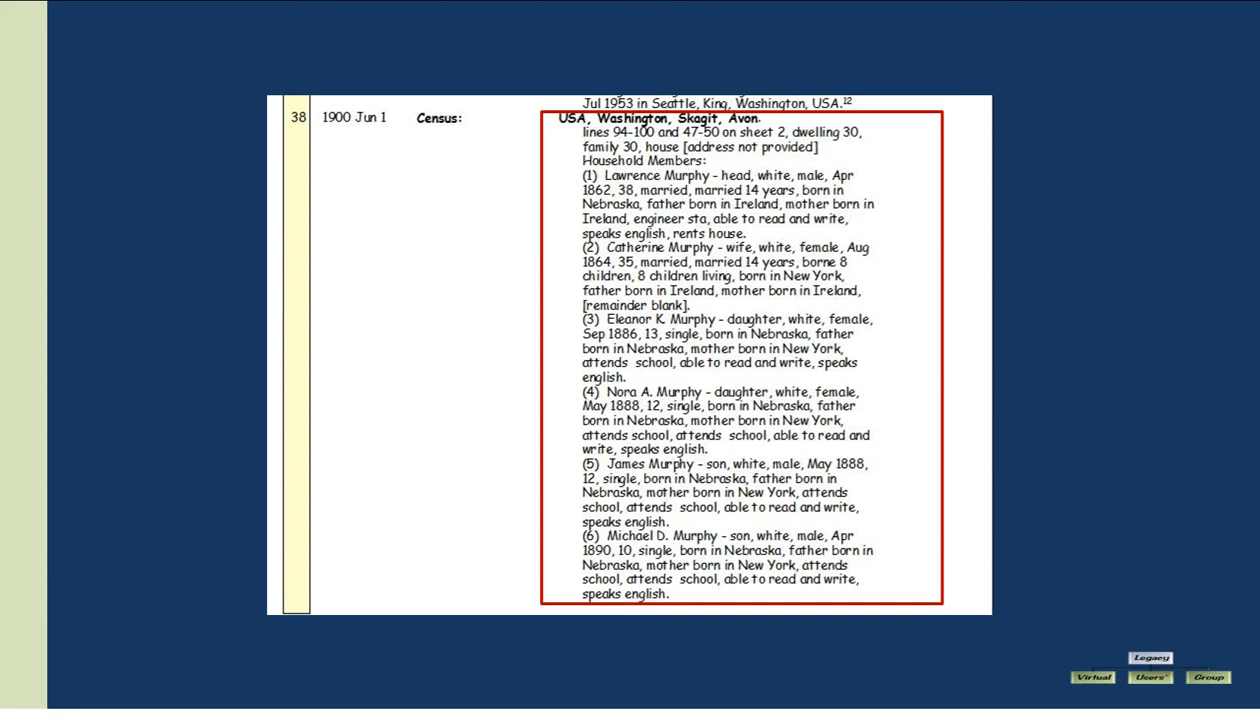 Jul 1953 in Seattle, King, Washington, USA.12
38 1900 Jun 1 Census: USA, Washington, Skagit, Avon.
lines 94-100 and 47-50 on sheet 2, dwelling 30,
family 30, house [address not provided]
Household Members:
(1) Lawrence Murphy - head, white, male, Apr
1862, 38, married, married 14 years, born in
Nebraska, father born in Ireland, mother born in
Ireland, engineer sta, able to read and write,
speaks english, rents house.
(2) Catherine Murphy - wife, white, female, Aug
1864, 35, married, married 14 years, borne 8
children, 8 children living, born in New York,
father born in Ireland, mother born in Ireland,
[remainder blank].
(3) Eleanor K. Murphy - daughter, white, female,
Sep 1886, 13, single, born in Nebraska, father
born in Nebraska, mother born in New York,
attends school, able to read and write, speaks
english.
(4) Nora A. Murphy - daughter, white, female,
May 1888, 12, single, born in Nebraska, father
born in Nebraska, mother born in New York,
attends school, attends school, able to read and
write, speaks english.
(5) James Murphy - son, white, male, May 1888,
12, single, born in Nebraska, father born in
Nebraska, mother born in New York, attends
school, attends school, able to read and write,
speaks english.
(6) Michael D. Murphy - son, white, male, Apr
1890, 10, single, born in Nebraska, father born in
Nebraska, mother born in New York, attends
school, attends school, able to read and write,
speaks english.
Legacy
Virtual Users' Group